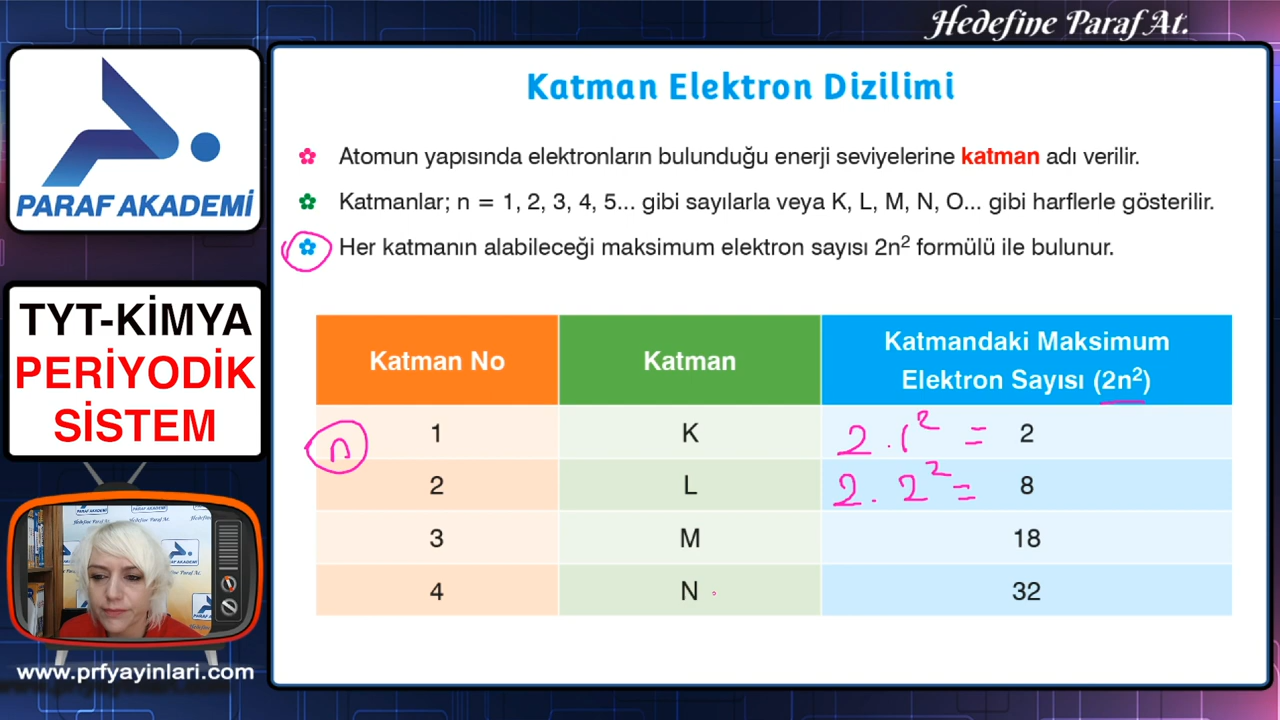 Hedefine Paraf At.
PARAF AKADEMİ
TYT-KİMYA
PERİYODİK
SİSTEM
www.prfyayinlari.com
Katman Elektron Dizilimi
Atomun yapısında elektronların bulunduğu enerji seviyelerine katman adı verilir.
Katmanlar; n = 1, 2, 3, 4, 5... gibi sayılarla veya K, L, M, N, O... gibi harflerle gösterilir.
Her katmanın alabileceği maksimum elektron sayısı 2n² formülü ile bulunur.
Katman No Katman Katmandaki Maksimum
Elektron Sayısı (2n²)
n 1 K 2 . 1² = 2
2 L 2 . 2² = 8
3 M 18
4 N 32